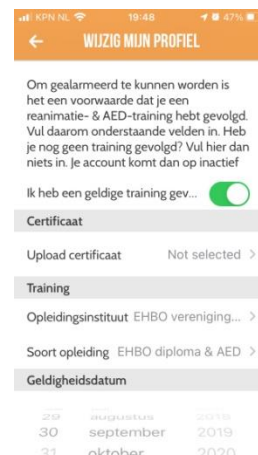 KPN NL 19:48 47%
WIJZIG MIJN PROFIEL
Om gealarmeerd te kunnen worden is
het een voorwaarde dat je een
reanimatie- & AED-training hebt gevolgd.
Vul daarom onderstaande velden in. Heb
je nog geen training gevolgd? Vul hier dan
niets in. Je account komt dan op inactief
Ik heb een geldige training gev...
Certificaat
Upload certificaat Not selected >
Training
Opleidingsinstituut EHBO vereniging... >
Soort opleiding EHBO diploma & AED >
Geldigheidsdatum
29 augustus 2018
30 september 2019
31 oktober 2020